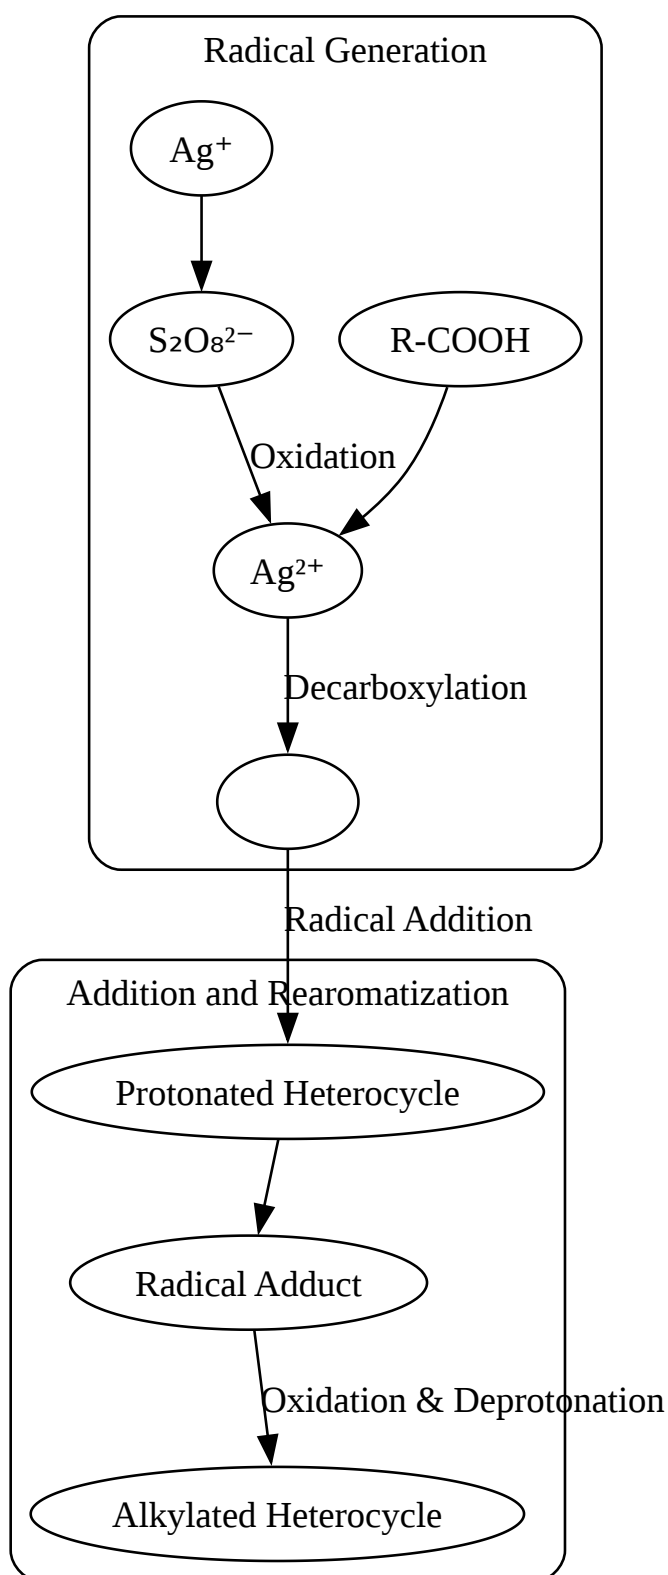 Radical Generation
Ag⁺
S₂O₈²⁻
R-COOH
Oxidation
Ag²⁺
Decarboxylation
Radical Addition
Addition and Rearomatization
Protonated Heterocycle
Radical Adduct
Oxidation & Deprotonation
Alkylated Heterocycle